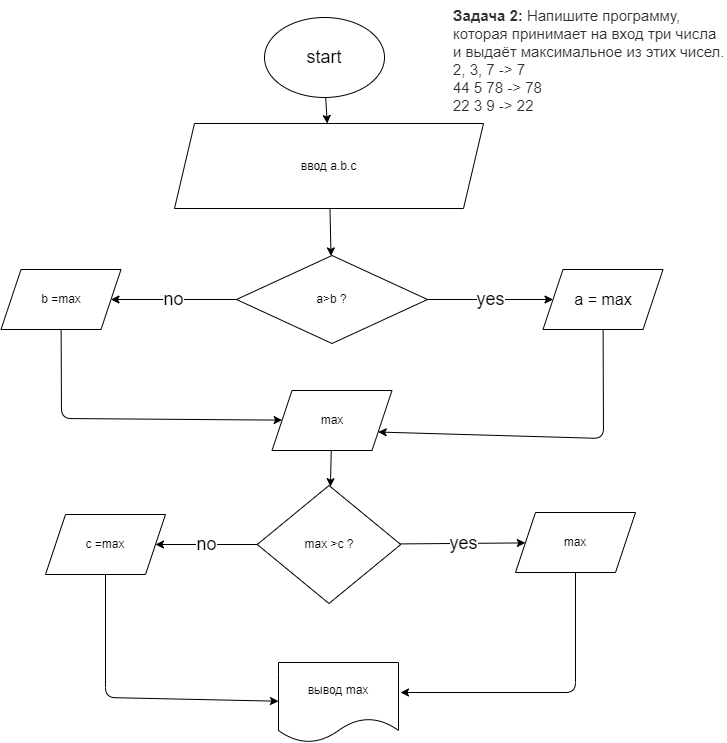 Задача 2: Напишите программу,
которая принимает на вход три числа
и выдаёт максимальное из этих чисел.
2, 3, 7 -> 7
44 5 78 -> 78
22 3 9 -> 22
start
ввод a.b.c
a>b ?
no
yes
b =max
a = max
max
max >c ?
no
yes
c =max
max
вывод max